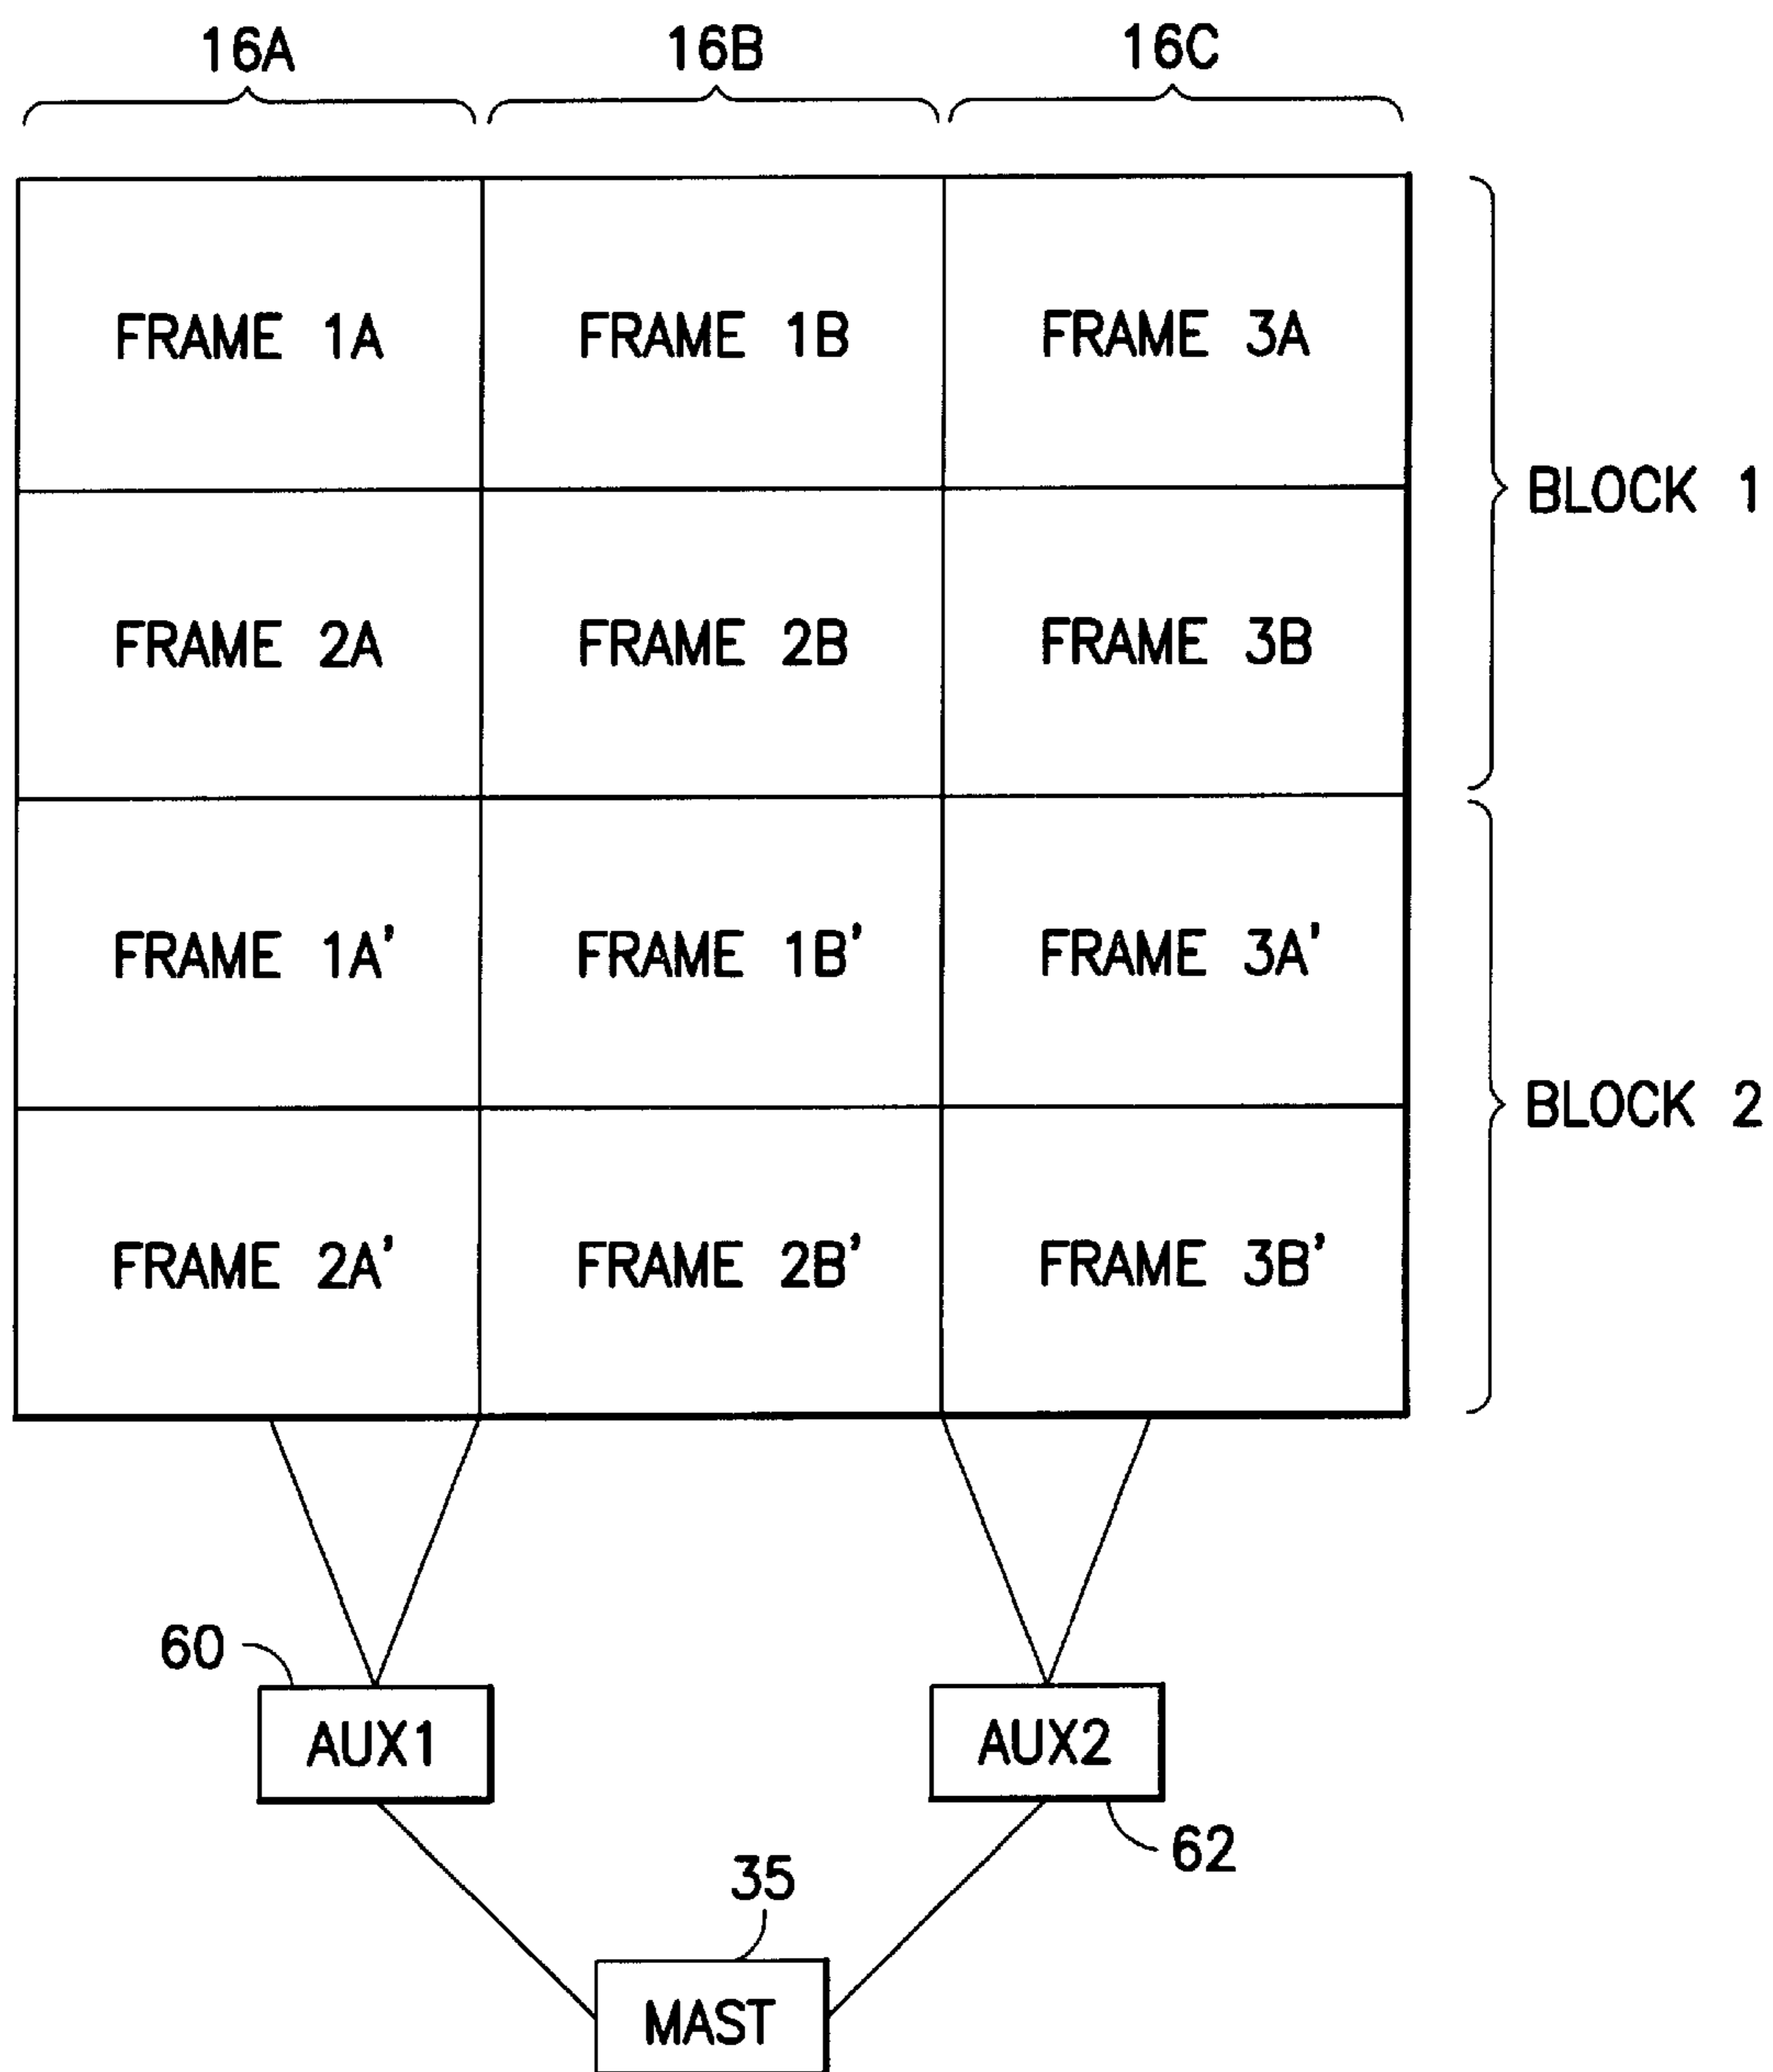 16A 16B 16C
FRAME 1A FRAME 1B FRAME 3A
BLOCK 1
FRAME 2A FRAME 2B FRAME 3B
FRAME 1A' FRAME 1B' FRAME 3A'
BLOCK 2
FRAME 2A' FRAME 2B' FRAME 3B'
60
AUX1 AUX2
62
35
MAST